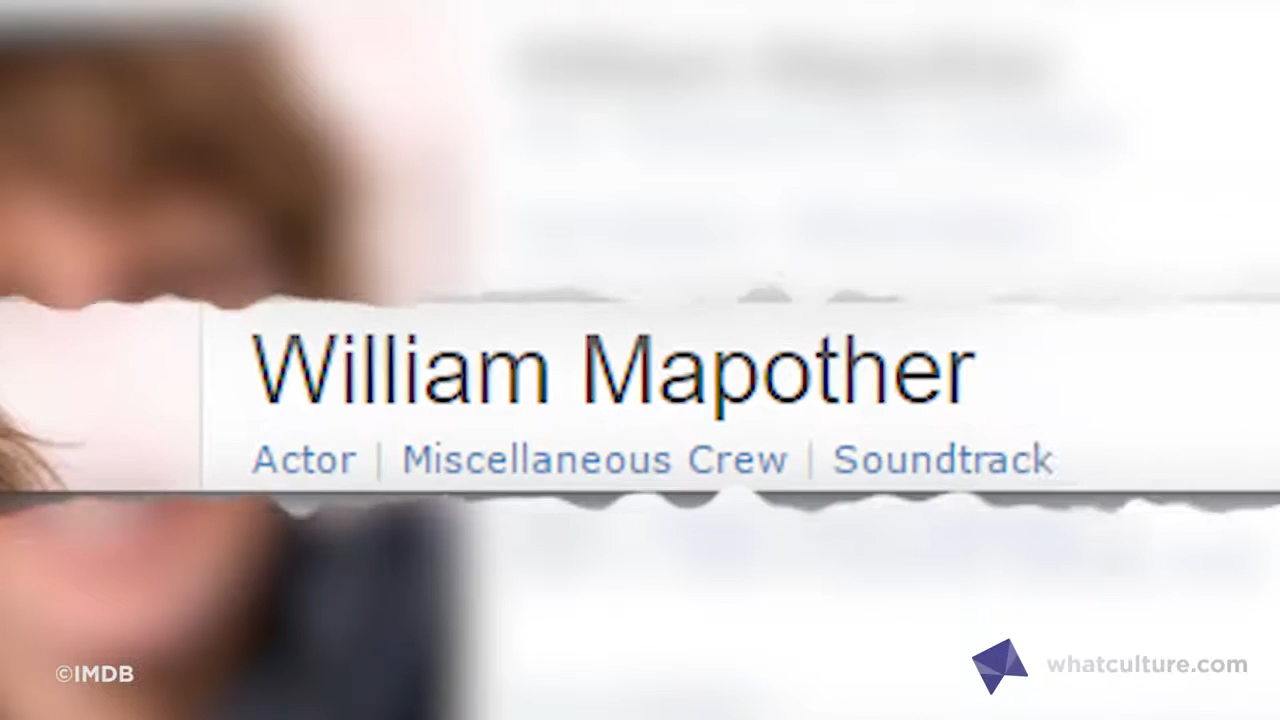 William Mapother
Actor | Miscellaneous Crew | Soundtrack
©IMDB
whatculture.com